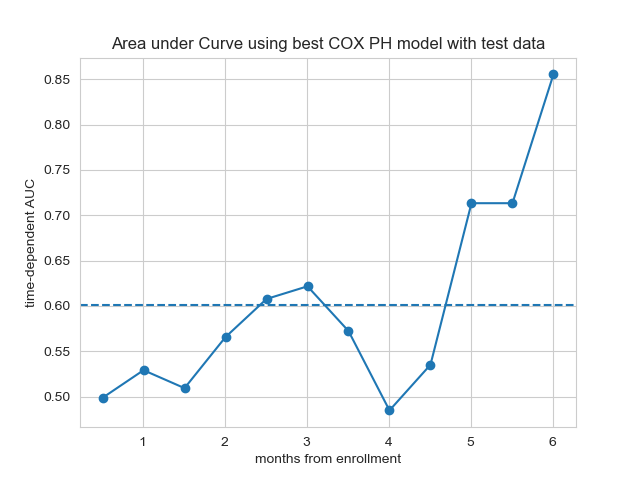 Area under Curve using best COX PH model with test data
0.85
0.80
0.75
0.70
0.65
0.60
0.55
0.50
time-dependent AUC
1 2 3 4 5 6
months from enrollment